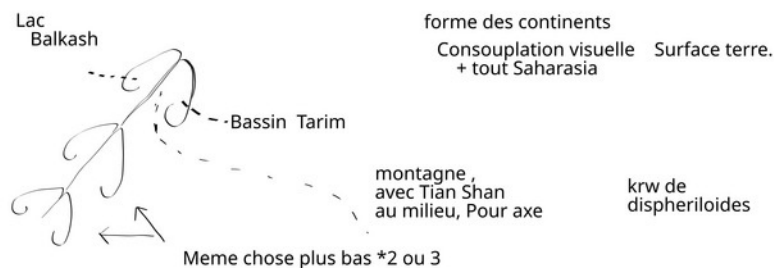 Lac
Balkash
forme des continents
Consouplation visuelle
+ tout Saharasia
Surface terre.
Bassin Tarim
montagne ,
avec Tian Shan
au milieu, Pour axe
krw de
dispheriloides
Meme chose plus bas *2 ou 3